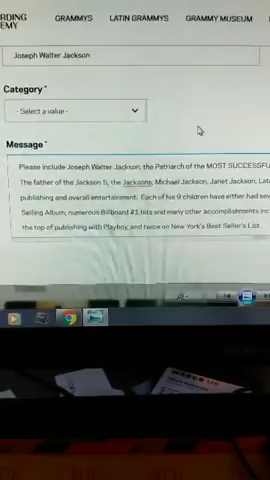 RDING
EMY
GRAMMYS
LATIN GRAMMYS
GRAMMY MUSEUM
Joseph Walter Jackson
Category *
- Select a value -
Message *
Please include Joseph Walter Jackson, the Patriarch of the MOST SUCCESSFU
The father of the Jackson 5, the Jacksons, Michael Jackson, Janet Jackson, Lat
publishing and overall entertainment. Each of his 9 children have either had sev
Selling Album, numerous Billboard #1 hits and many other accomplishments inc
the top of publishing with Playboy, and twice on New York's Best Seller's List.